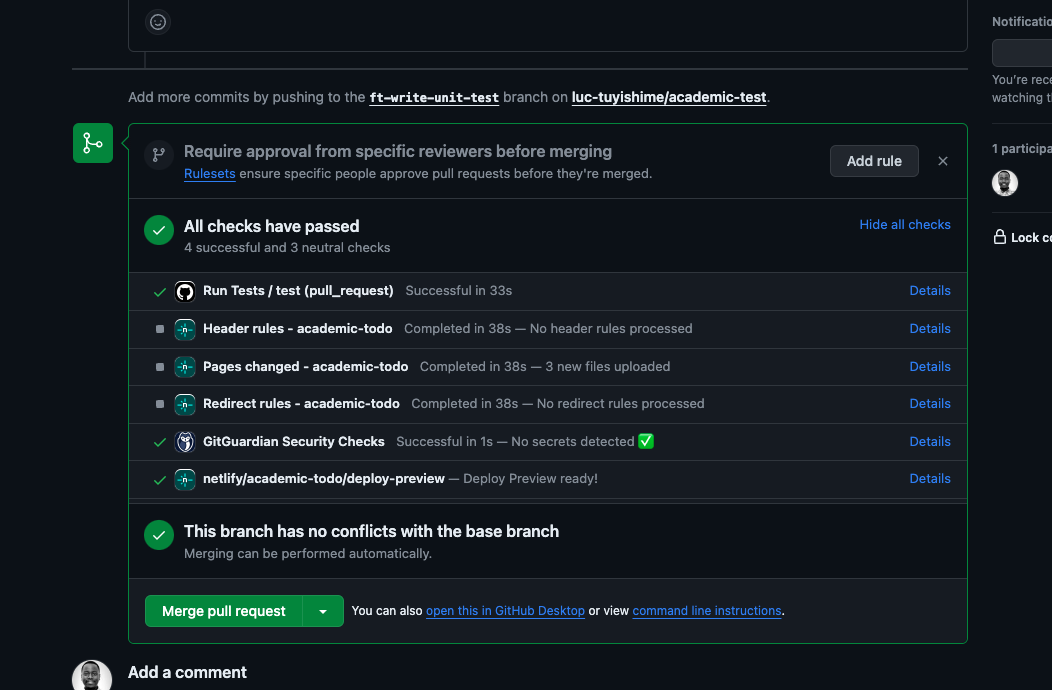 Notificatio
You're rece
watching th
Add more commits by pushing to the ft-write-unit-test branch on luc-tuyishime/academic-test.
Require approval from specific reviewers before merging
Rulesets ensure specific people approve pull requests before they're merged.
Add rule
1 participa
All checks have passed
4 successful and 3 neutral checks
Hide all checks
Lock co
Run Tests / test (pull_request) Successful in 33s Details
Header rules - academic-todo Completed in 38s — No header rules processed Details
Pages changed - academic-todo Completed in 38s — 3 new files uploaded Details
Redirect rules - academic-todo Completed in 38s — No redirect rules processed Details
GitGuardian Security Checks Successful in 1s — No secrets detected ✅ Details
netlify/academic-todo/deploy-preview — Deploy Preview ready! Details
This branch has no conflicts with the base branch
Merging can be performed automatically.
Merge pull request You can also open this in GitHub Desktop or view command line instructions.
Add a comment